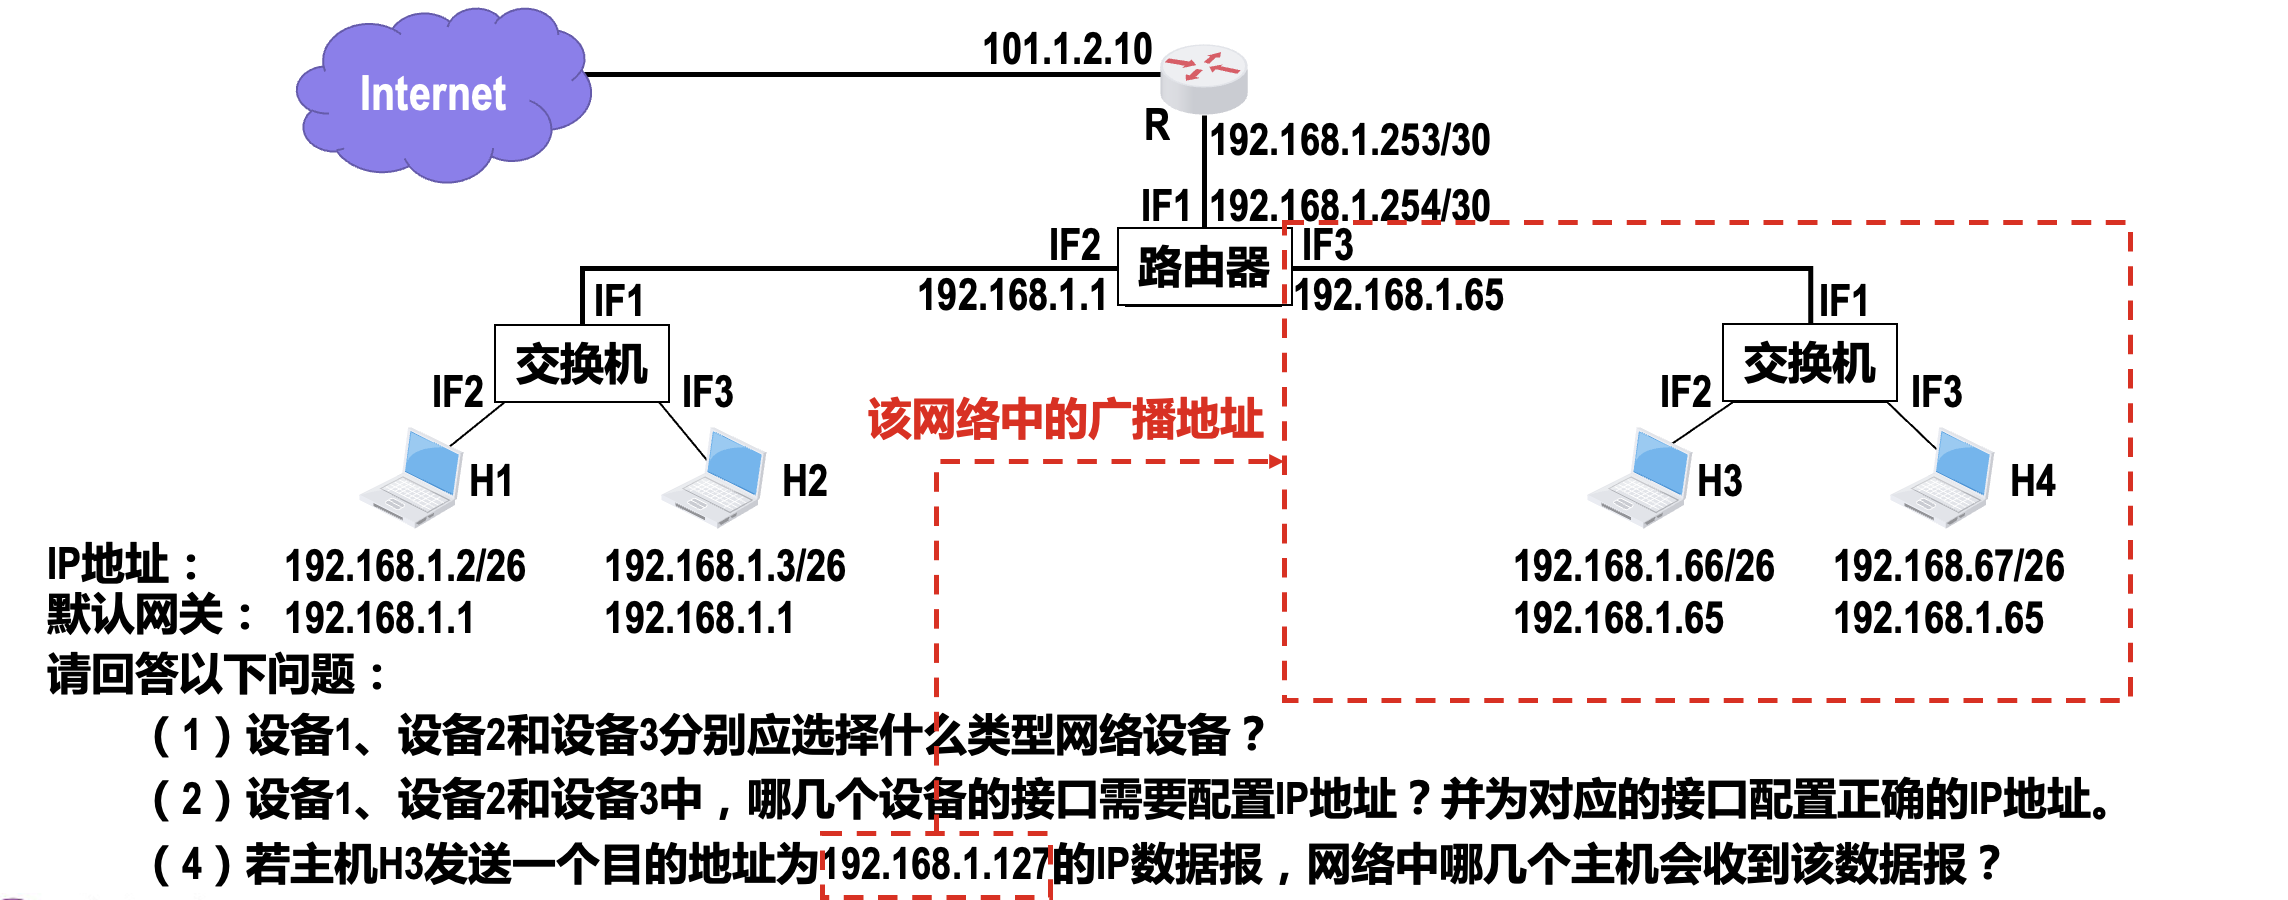 101.1.2.10
Internet
R
192.168.1.253/30
IF1 192.168.1.254/30
IF2
路由器
IF3
192.168.1.1
192.168.1.65
IF1
IF1
交换机
交换机
IF2
IF3
IF2
IF3
该网络中的广播地址
H1
H2
H3
H4
IP地址： 192.168.1.2/26 192.168.1.3/26 192.168.1.66/26 192.168.67/26
默认网关： 192.168.1.1 192.168.1.1 192.168.1.65 192.168.1.65
请回答以下问题：
（1）设备1、设备2和设备3分别应选择什么类型网络设备？
（2）设备1、设备2和设备3中，哪几个设备的接口需要配置IP地址？并为对应的接口配置正确的IP地址。
（4）若主机H3发送一个目的地址为192.168.1.127的IP数据报，网络中哪几个主机会收到该数据报？